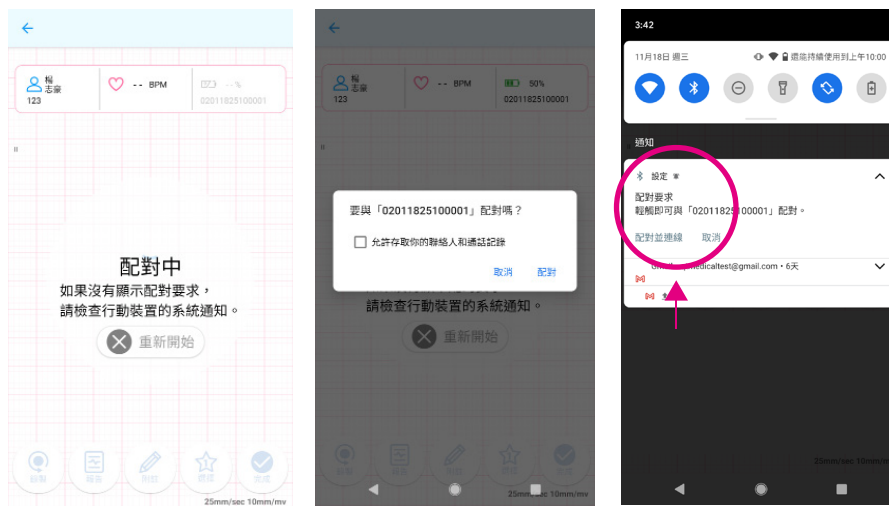 楊
志豪
123
-- BPM
-- %
02011825100001
配對中
如果沒有顯示配對要求，
請檢查行動裝置的系統通知。
重新開始
完成
25mm/sec 10mm/mv
楊
志豪
123
-- BPM
50%
02011825100001
要與「02011825100001」配對嗎？
允許存取你的聯絡人和通話記錄
取消
配對
請檢查行動裝置的系統通知。
重新開始
25mm/sec 10mm/mv
3:42
11月18日 週三
還能持續使用到上午10:00
通知
設定
配對要求
輕觸即可與「02011825100001」配對。
配對並連線
取消
medicaltest@gmail.com • 6天
25mm/sec 10mm/